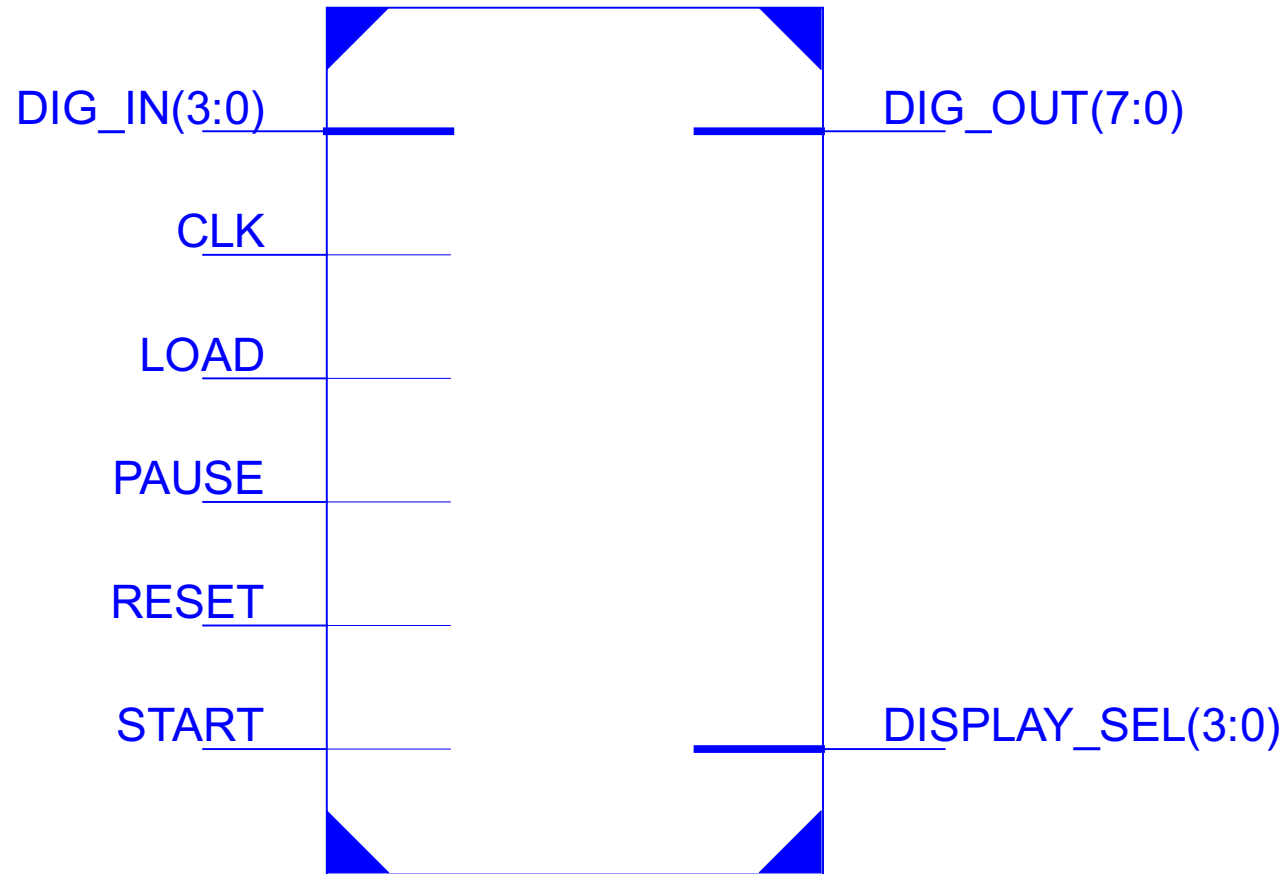 DIG_IN(3:0)
DIG_OUT(7:0)
CLK
LOAD
PAUSE
RESET
START
DISPLAY_SEL(3:0)